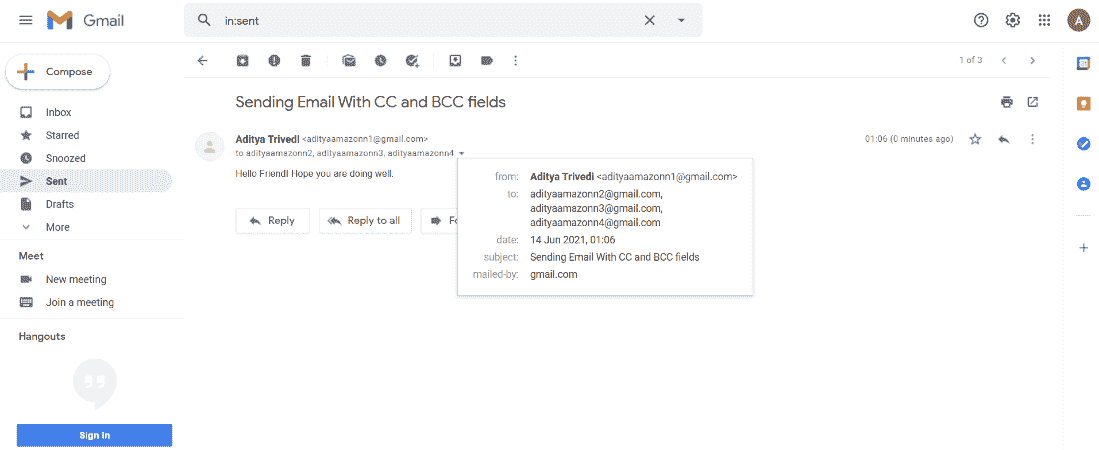 Gmail
in:sent
A
Compose
1 of 3
Inbox
Starred
Snoozed
Sent
Drafts
More
Meet
New meeting
Join a meeting
Hangouts
Sign in
Sending Email With CC and BCC fields
Aditya Trivedi <adityaamazonn1@gmail.com>
01:06 (0 minutes ago)
to adityaamazonn2, adityaamazonn3, adityaamazonn4
Hello Friend! Hope you are doing well.
Reply
Reply to all
Fo
from: Aditya Trivedi <adityaamazonn1@gmail.com>
to: adityaamazonn2@gmail.com,
adityaamazonn3@gmail.com,
adityaamazonn4@gmail.com
date: 14 Jun 2021, 01:06
subject: Sending Email With CC and BCC fields
mailed-by: gmail.com